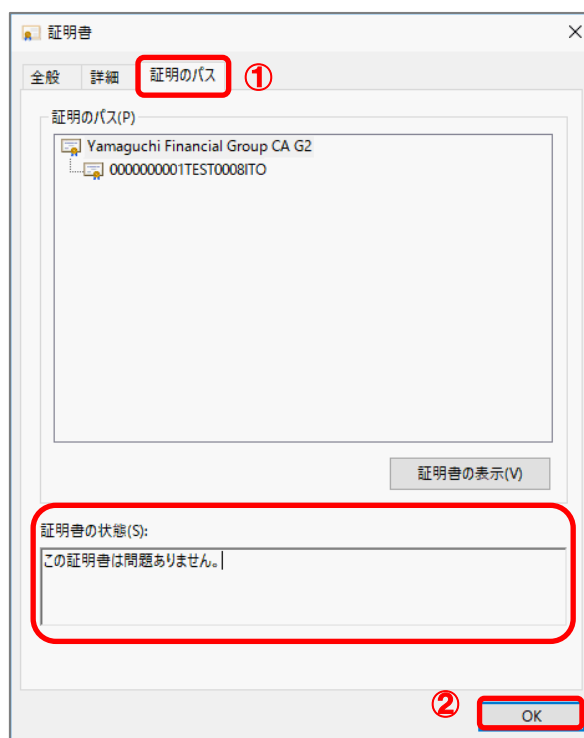 証明書
全般 詳細 証明のパス ①
証明のパス(P)
Yamaguchi Financial Group CA G2
0000000001TEST0008ITO
証明書の表示(V)
証明書の状態(S):
この証明書は問題ありません。
② OK